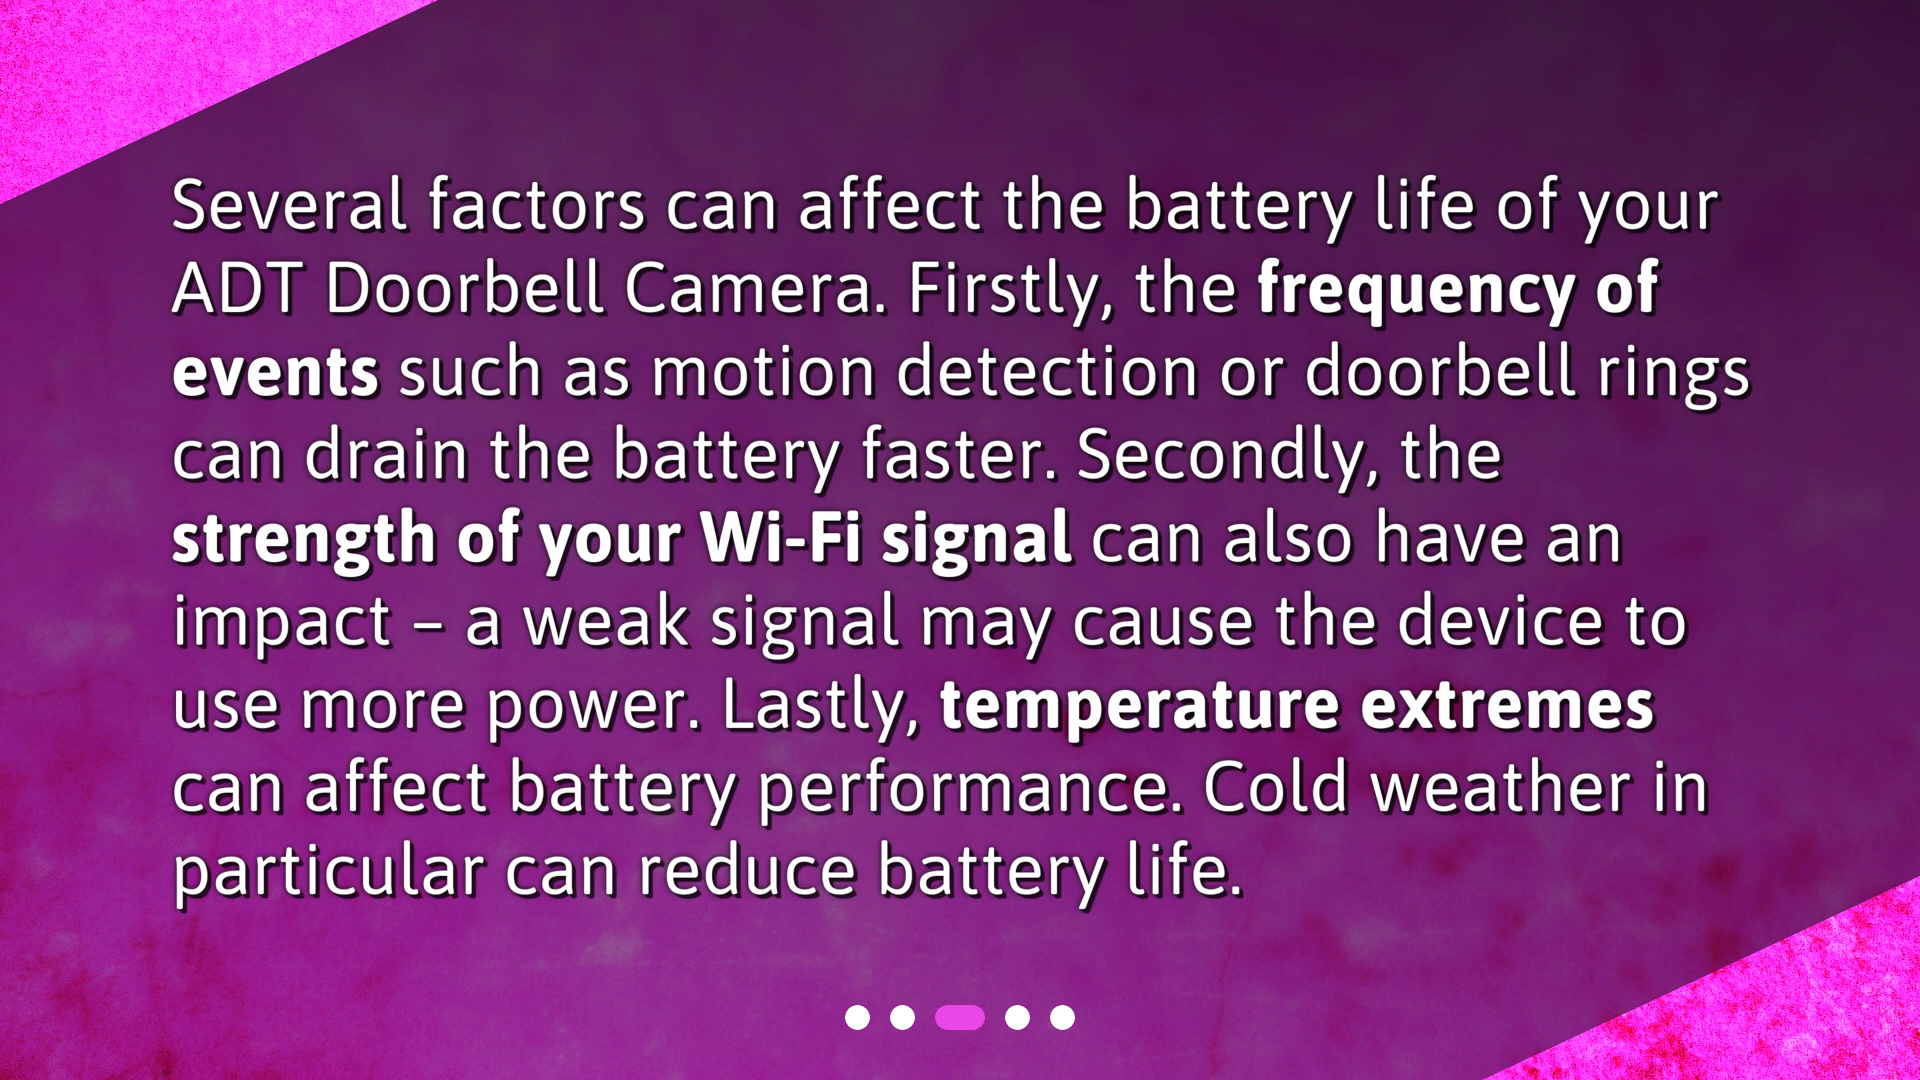 Several factors can affect the battery life of your
ADT Doorbell Camera. Firstly, the frequency of
events such as motion detection or doorbell rings
can drain the battery faster. Secondly, the
strength of your Wi-Fi signal can also have an
impact – a weak signal may cause the device to
use more power. Lastly, temperature extremes
can affect battery performance. Cold weather in
particular can reduce battery life.